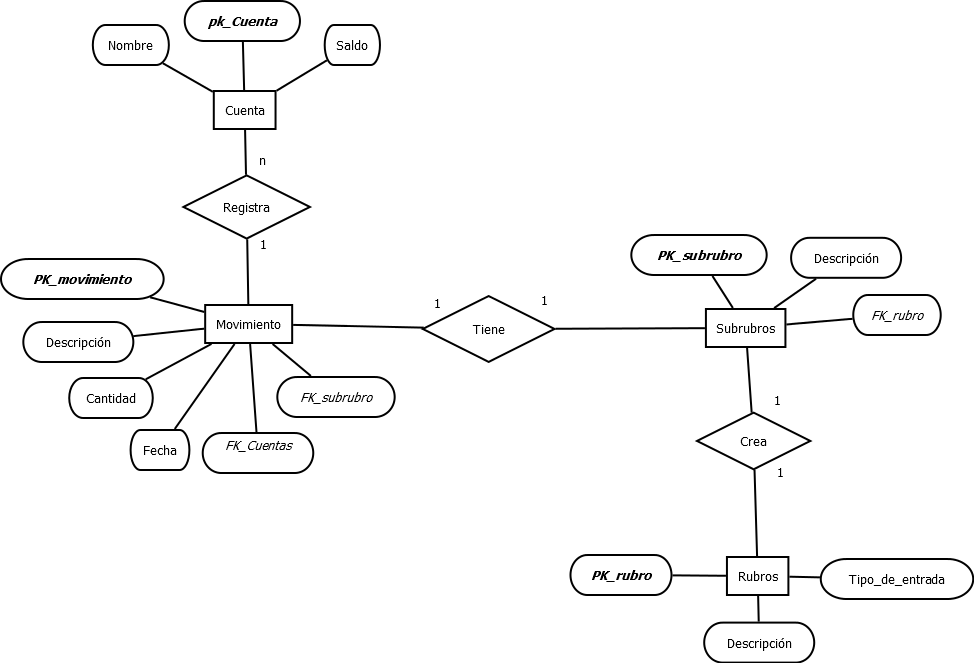 pk_Cuenta
Nombre
Saldo
Cuenta
n
Registra
1
PK_movimiento
Descripción
Cantidad
Fecha
FK_Cuentas
FK_subrubro
Movimiento
1
Tiene
1
PK_subrubro
Descripción
FK_rubro
Subrubros
1
Crea
1
PK_rubro
Rubros
Tipo_de_entrada
Descripción